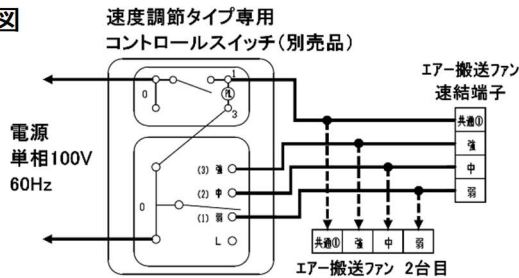 図
速度調節タイプ専用
コントロールスイッチ(別売品)
エアー搬送ファン
速結端子
電源
単相100V
60Hz
0
1
PL
3
0
(3) 強
(2) 中
(1) 弱
L
共通①
強
中
弱
共通①
強
中
弱
エアー搬送ファン 2台目